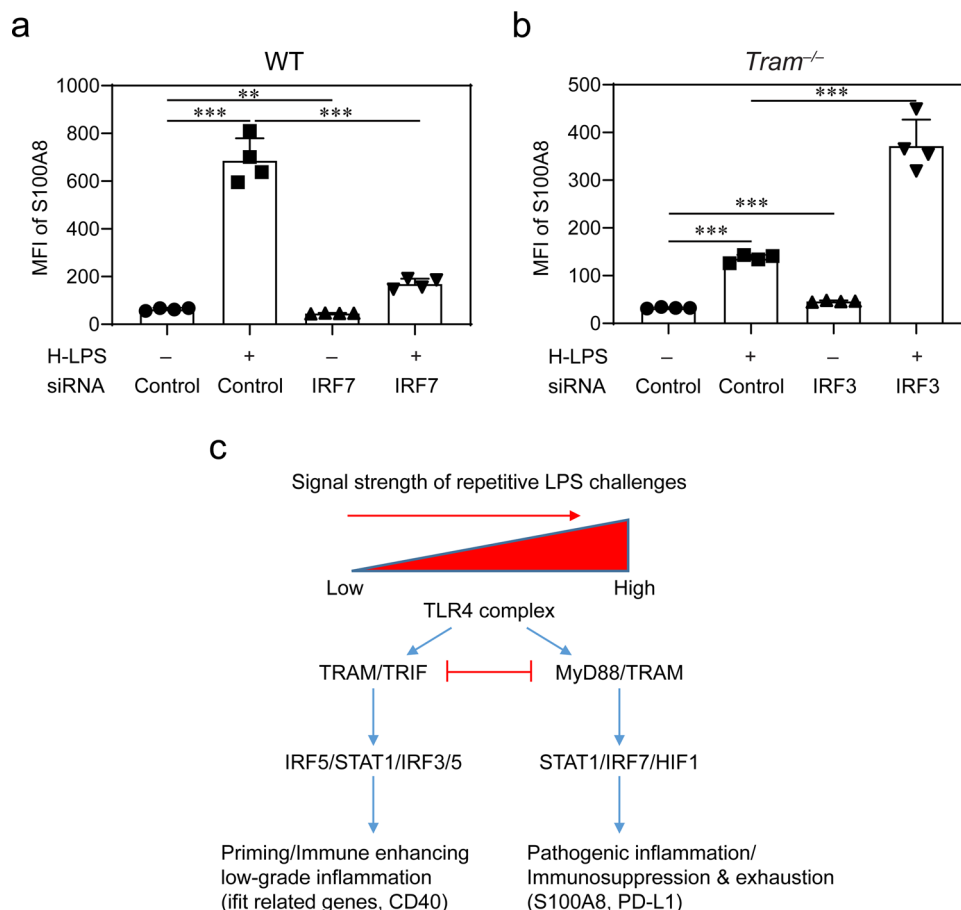 a
WT
MFI of S100A8
1000
800
600
400
200
0
**
*** ***
H-LPS – + – +
siRNA Control Control IRF7 IRF7
b
Tram–/–
MFI of S100A8
500
400
300
200
100
0
***
***
***
– + – +
Control Control IRF3 IRF3
c
Signal strength of repetitive LPS challenges
Low High
TLR4 complex
TRAM/TRIF MyD88/TRAM
IRF5/STAT1/IRF3/5 STAT1/IRF7/HIF1
Priming/Immune enhancing
low-grade inflammation
(ifit related genes, CD40)
Pathogenic inflammation/
Immunosuppression & exhaustion
(S100A8, PD-L1)